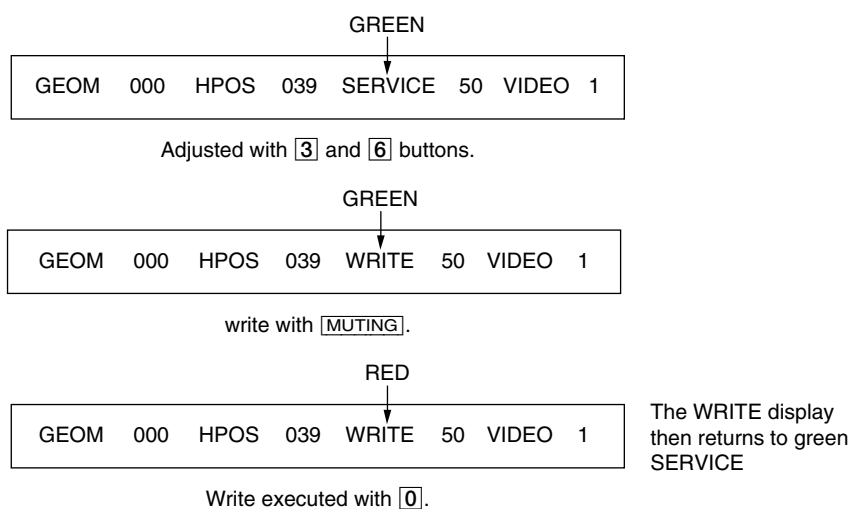 GREEN
GEOM 000 HPOS 039 SERVICE 50 VIDEO 1
Adjusted with 3 and 6 buttons.
GREEN
GEOM 000 HPOS 039 WRITE 50 VIDEO 1
write with MUTING.
RED
GEOM 000 HPOS 039 WRITE 50 VIDEO 1
The WRITE display
then returns to green
SERVICE
Write executed with 0.